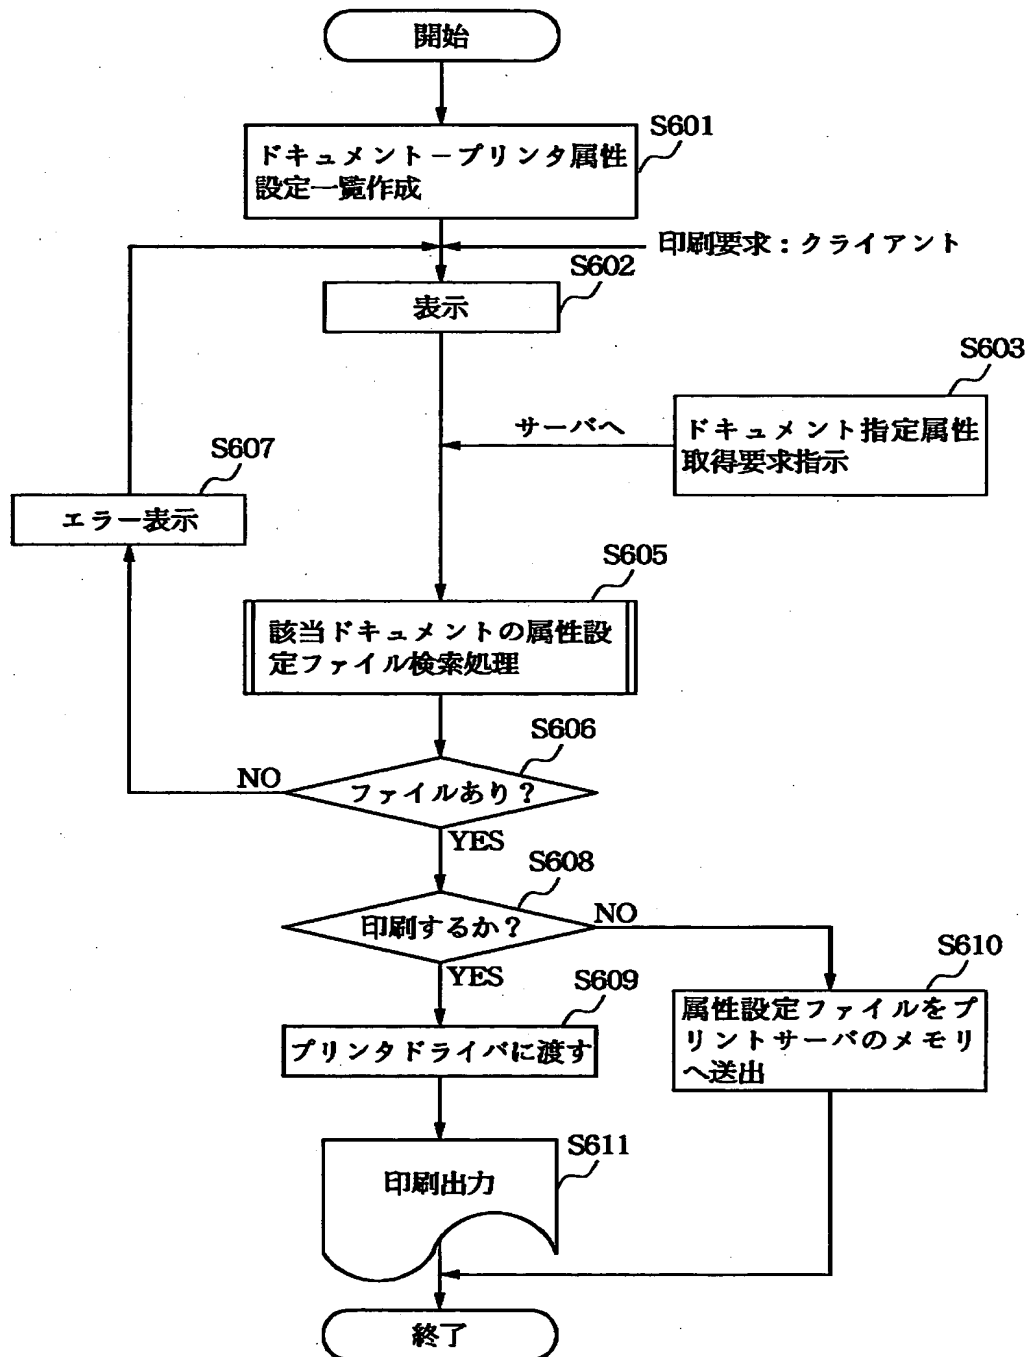 開始
S601
ドキュメント－プリンタ属性
設定一覧作成
印刷要求：クライアント
S602
表示
S603
サーバへ
ドキュメント指定属性
取得要求指示
S607
エラー表示
S605
該当ドキュメントの属性設
定ファイル検索処理
S606
NO
ファイルあり？
YES
S608
印刷するか？
NO
YES
S609
プリンタドライバに渡す
S610
属性設定ファイルをプ
リントサーバのメモリ
へ送出
S611
印刷出力
終了